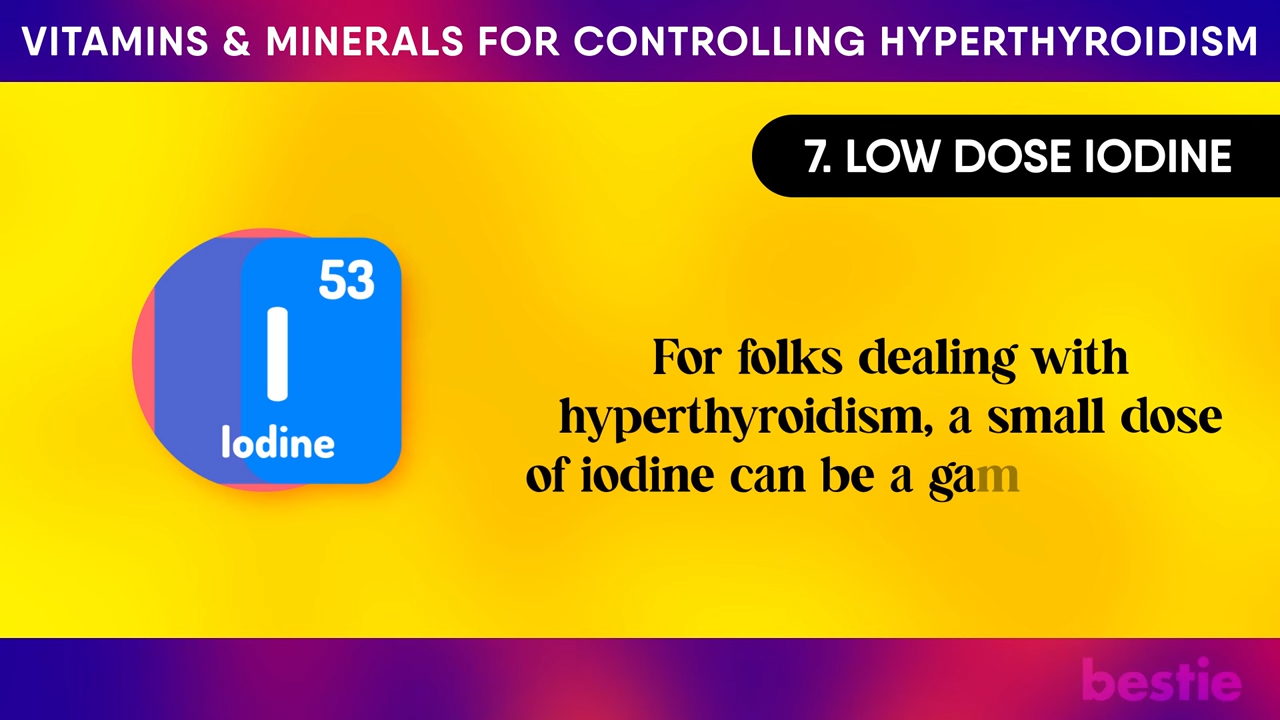 VITAMINS & MINERALS FOR CONTROLLING HYPERTHYROIDISM
7. LOW DOSE IODINE
53
I
Iodine
For folks dealing with
hyperthyroidism, a small dose
of iodine can be a gam
bestie